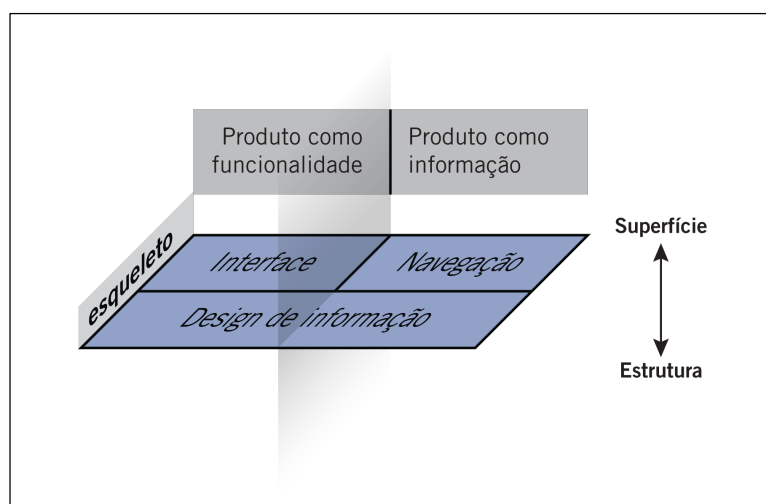 Produto como
funcionalidade
Produto como
informação
esqueleto
Interface
Navegação
Design de informação
Superfície
Estrutura